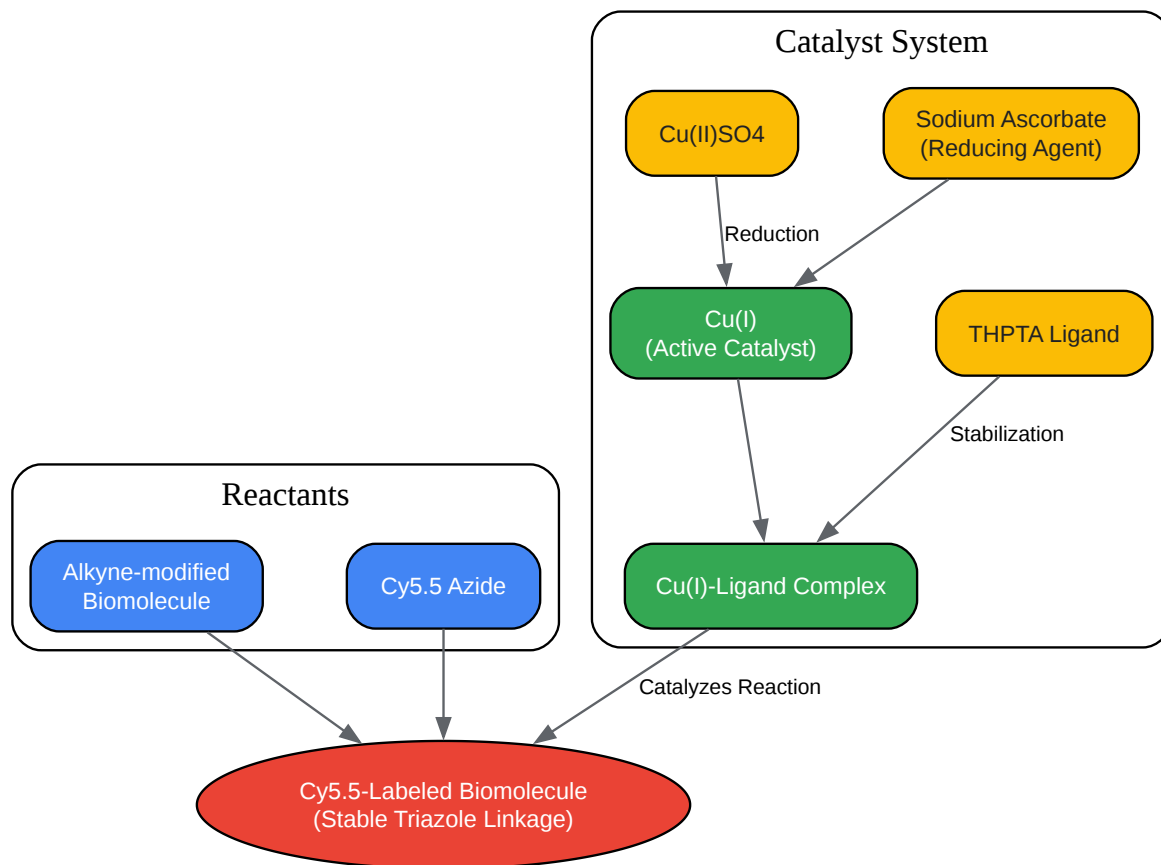 Catalyst System
Cu(II)SO4
Sodium Ascorbate
(Reducing Agent)
Reduction
Cu(I)
(Active Catalyst)
THPTA Ligand
Stabilization
Reactants
Alkyne-modified
Biomolecule
Cy5.5 Azide
Cu(I)-Ligand Complex
Catalyzes Reaction
Cy5.5-Labeled Biomolecule
(Stable Triazole Linkage)